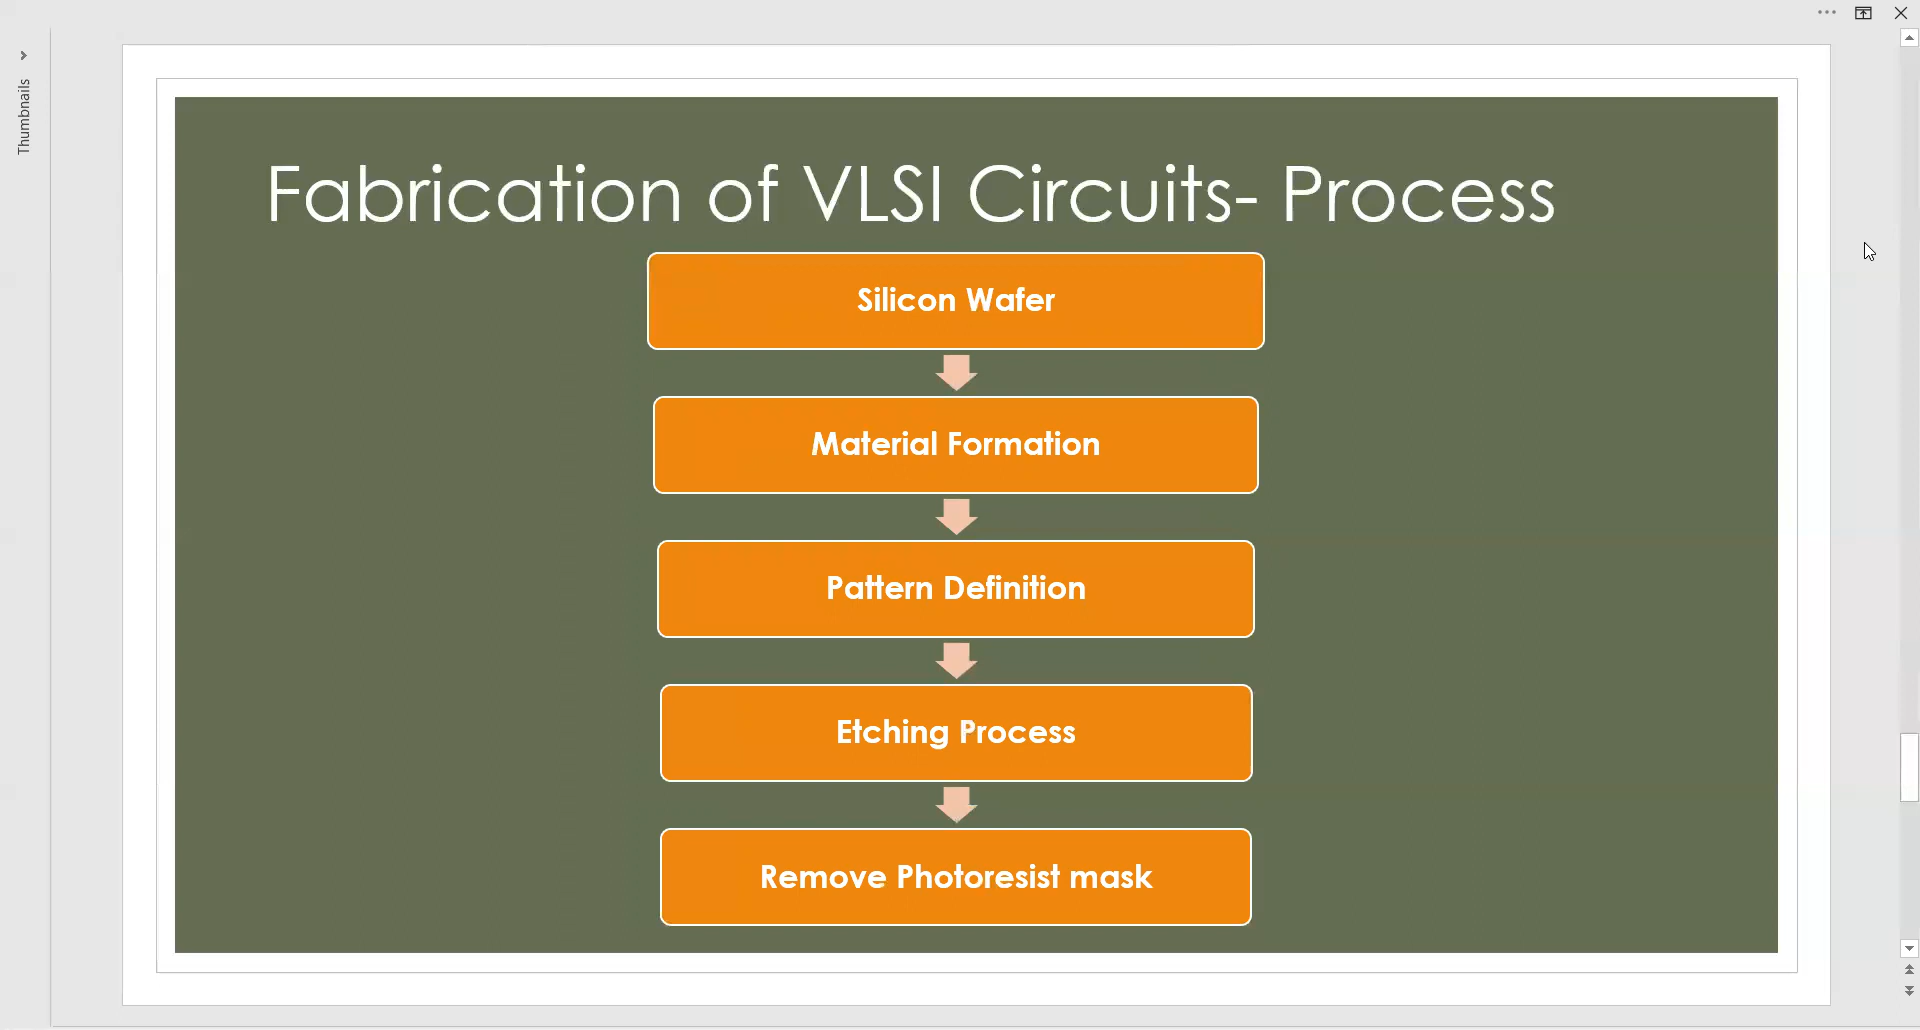 Thumbnails
Fabrication of VLSI Circuits- Process
Silicon Wafer
Material Formation
Pattern Definition
Etching Process
Remove Photoresist mask